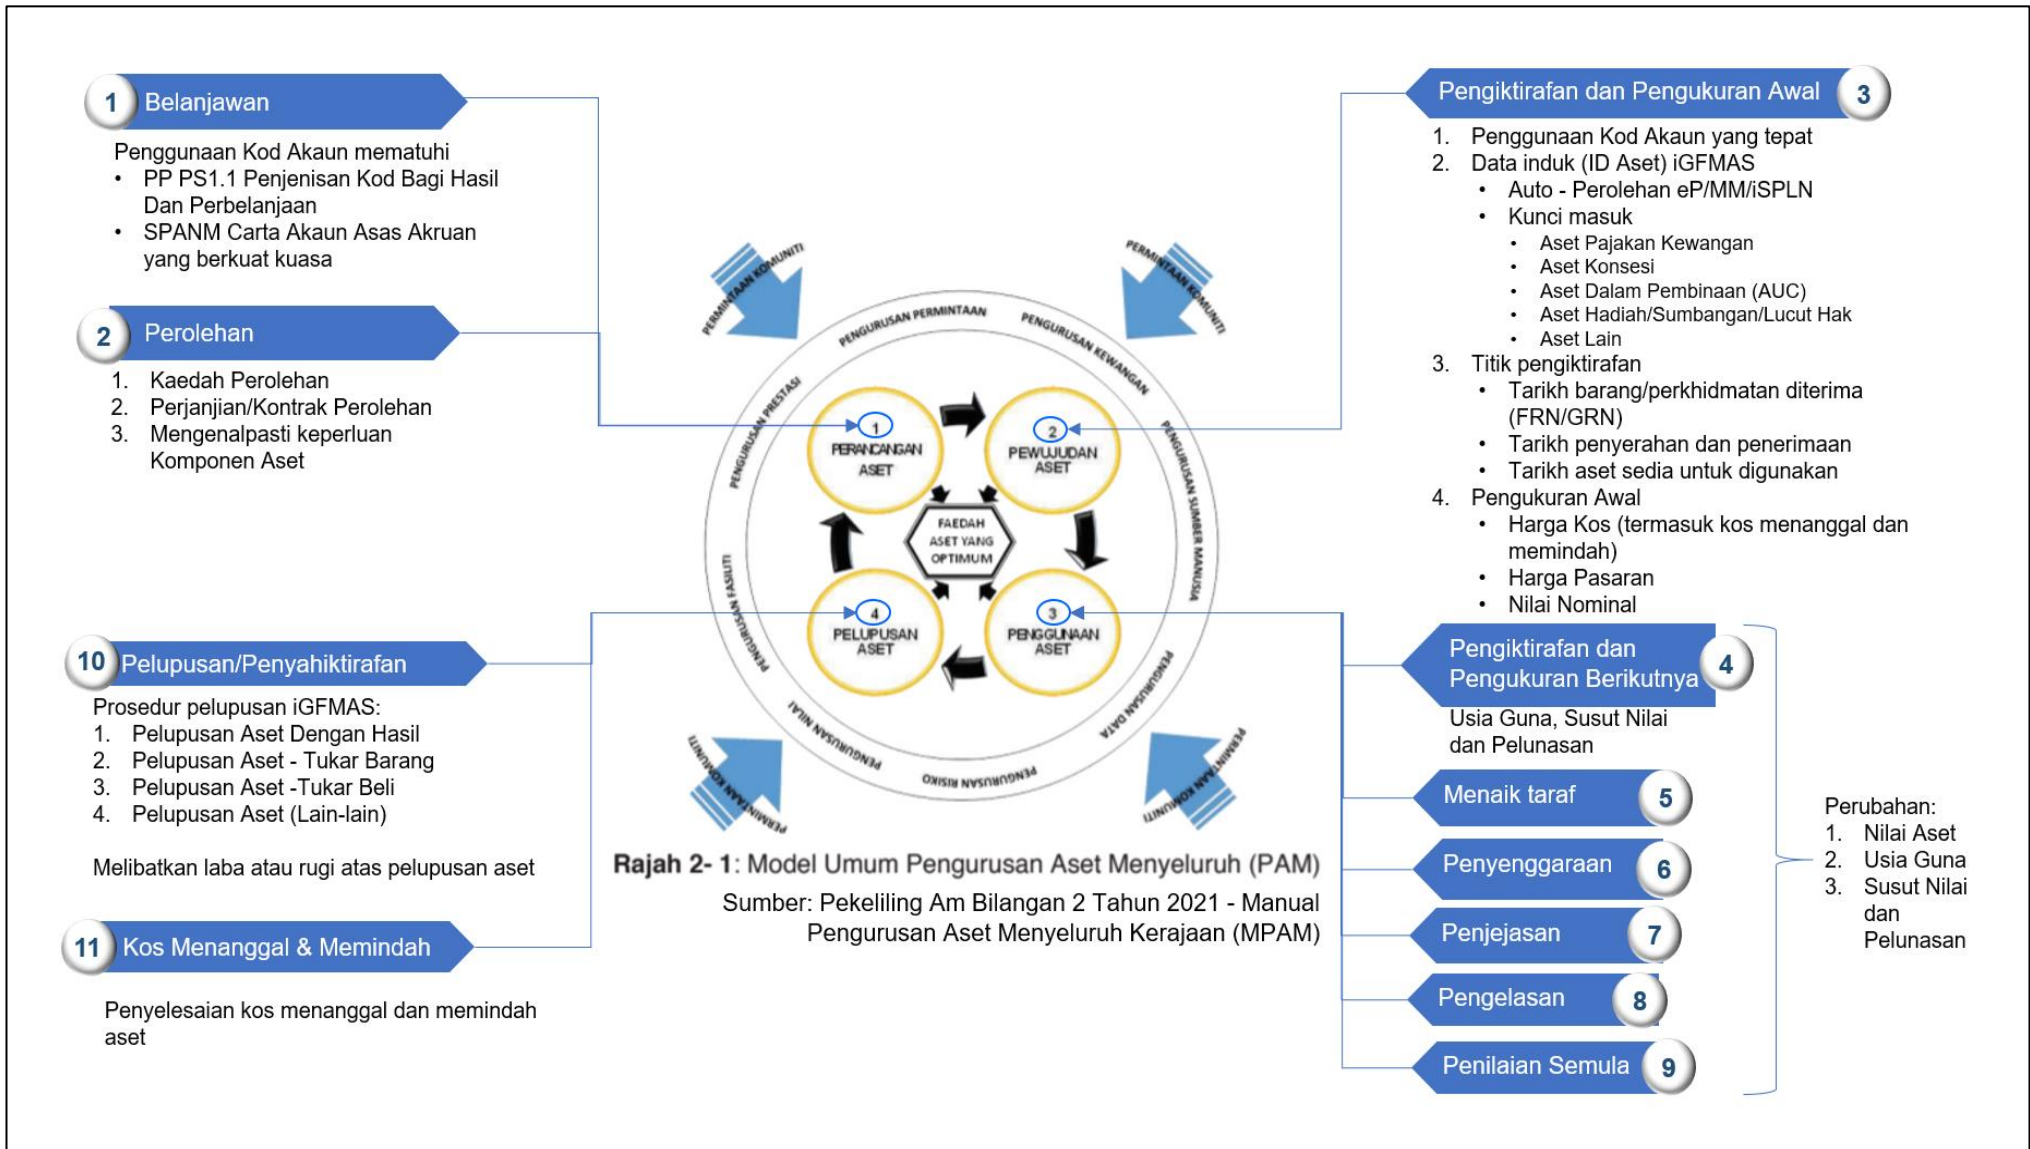 1 Belanjawan
Penggunaan Kod Akaun mematuhi
• PP PS1.1 Penjenisan Kod Bagi Hasil
Dan Perbelanjaan
• SPANM Carta Akaun Asas Akruan
yang berkuat kuasa
2 Perolehan
1. Kaedah Perolehan
2. Perjanjian/Kontrak Perolehan
3. Mengenalpasti keperluan
Komponen Aset
10 Pelupusan/Penyahiktirafan
Prosedur pelupusan iGFMAS:
1. Pelupusan Aset Dengan Hasil
2. Pelupusan Aset - Tukar Barang
3. Pelupusan Aset -Tukar Beli
4. Pelupusan Aset (Lain-lain)
Melibatkan laba atau rugi atas pelupusan aset
11 Kos Menanggal & Memindah
Penyelesaian kos menanggal dan memindah
aset
PERMINTAAN KOMUNITI
PERMINTAAN KOMUNITI
PENGURUSAN PERMINTAAN
PENGURUSAN KEWANGAN
PENGURUSAN SUMBER MANUSIA
PENGURUSAN DATA
PENGURUSAN RISIKO
PENGURUSAN NILAI
PENGURUSAN FASILITI
PENGURUSAN PRESTASI
1
PERANCANGAN
ASET
2
PEWUJUDAN
ASET
FAEDAH
ASET YANG
OPTIMUM
4
PELUPUSAN
ASET
3
PENGGUNAAN
ASET
PERMINTAAN KOMUNITI
PERMINTAAN KOMUNITI
Rajah 2- 1: Model Umum Pengurusan Aset Menyeluruh (PAM)
Sumber: Pekeliling Am Bilangan 2 Tahun 2021 - Manual
Pengurusan Aset Menyeluruh Kerajaan (MPAM)
Pengiktirafan dan Pengukuran Awal 3
1. Penggunaan Kod Akaun yang tepat
2. Data induk (ID Aset) iGFMAS
• Auto - Perolehan eP/MM/iSPLN
• Kunci masuk
• Aset Pajakan Kewangan
• Aset Konsesi
• Aset Dalam Pembinaan (AUC)
• Aset Hadiah/Sumbangan/Lucut Hak
• Aset Lain
3. Titik pengiktirafan
• Tarikh barang/perkhidmatan diterima
(FRN/GRN)
• Tarikh penyerahan dan penerimaan
• Tarikh aset sedia untuk digunakan
4. Pengukuran Awal
• Harga Kos (termasuk kos menanggal dan
memindah)
• Harga Pasaran
• Nilai Nominal
Pengiktirafan dan
Pengukuran Berikutnya 4
Usia Guna, Susut Nilai
dan Pelunasan
Menaik taraf 5
Penyenggaraan 6
Penjejasan 7
Pengelasan 8
Penilaian Semula 9
Perubahan:
1. Nilai Aset
2. Usia Guna
3. Susut Nilai
dan
Pelunasan